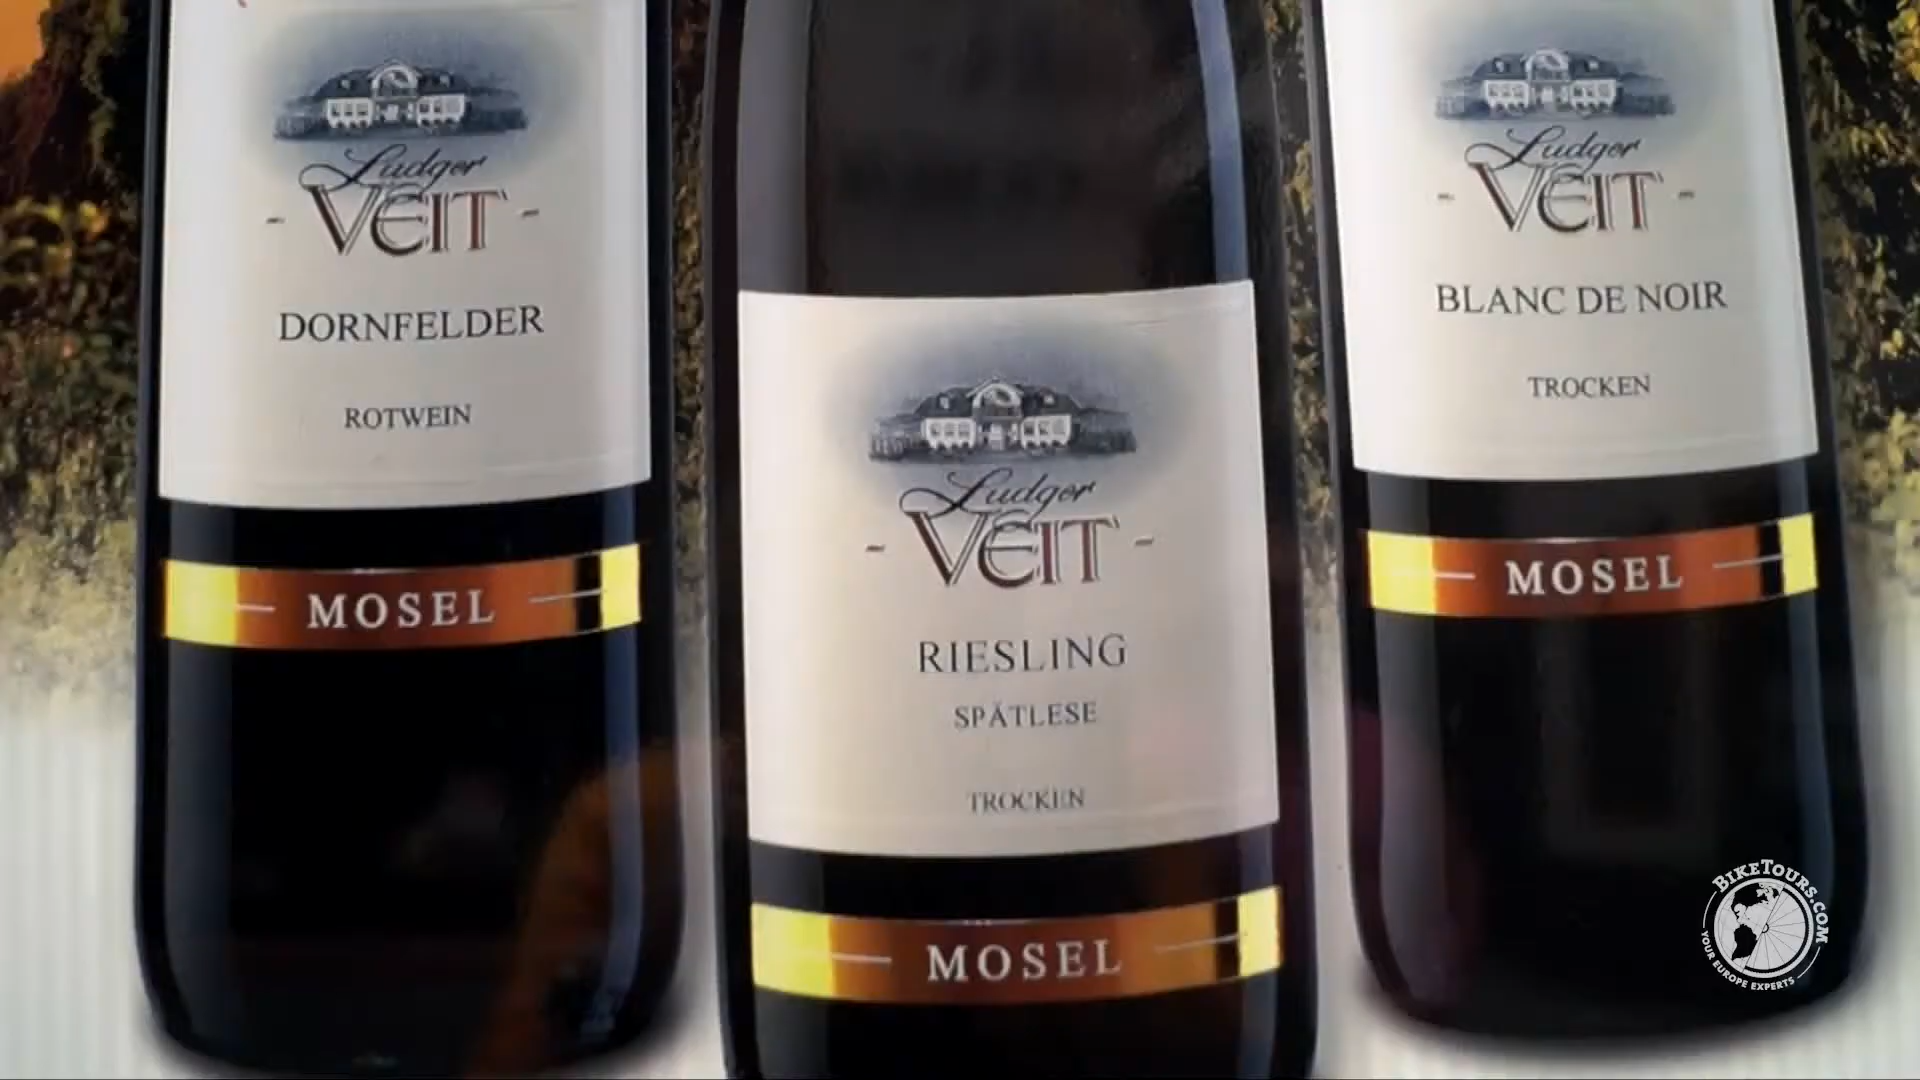 Ludger
- VEIT -
DORNFELDER
ROTWEIN
MOSEL
Ludger
- VEIT -
RIESLING
SPÄTLESE
TROCKEN
MOSEL
Ludger
- VEIT -
BLANC DE NOIR
TROCKEN
MOSEL
BIKETOURS.COM
YOUR EUROPE EXPERTS